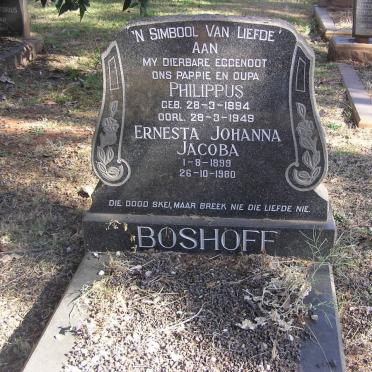 'N SIMBOOL VAN LIEFDE'
AAN
MY DIERBARE EGGENOOT
ONS PAPPIE EN OUPA
PHILIPPUS
GEB. 28-3-1894
OORL. 28-3-1949
ERNESTA JOHANNA
JACOBA
1-8-1899
26-10-1980
DIE DOOD SKEI, MAAR BREEK NIE DIE LIEFDE NIE.
BOSHOFF